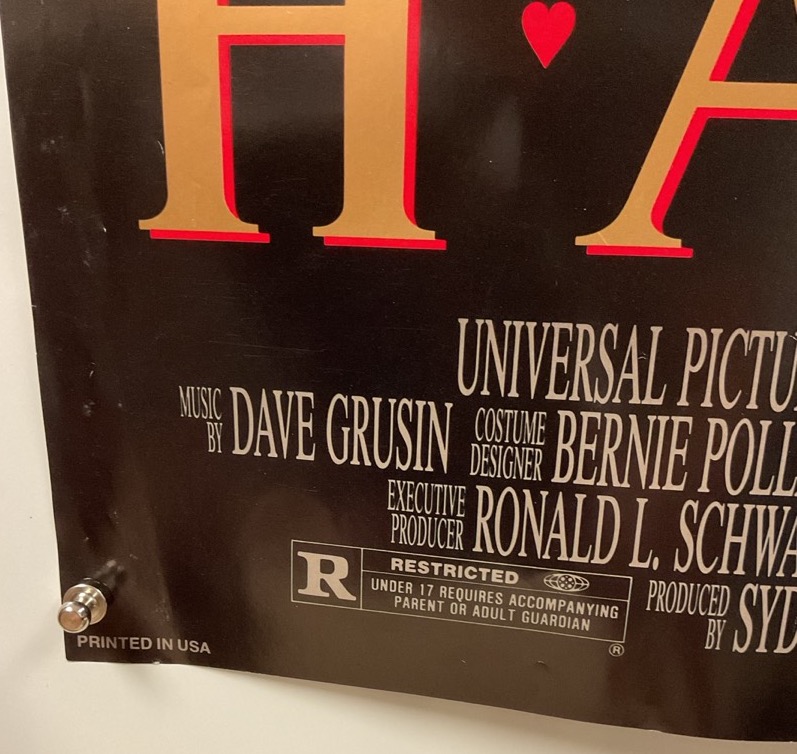 H♥A
UNIVERSAL PICTU
MUSIC BY DAVE GRUSIN COSTUME DESIGNER BERNIE POLL
EXECUTIVE PRODUCER RONALD L. SCHWA
R RESTRICTED
UNDER 17 REQUIRES ACCOMPANYING
PARENT OR ADULT GUARDIAN
®
PRODUCED BY SYD
PRINTED IN USA